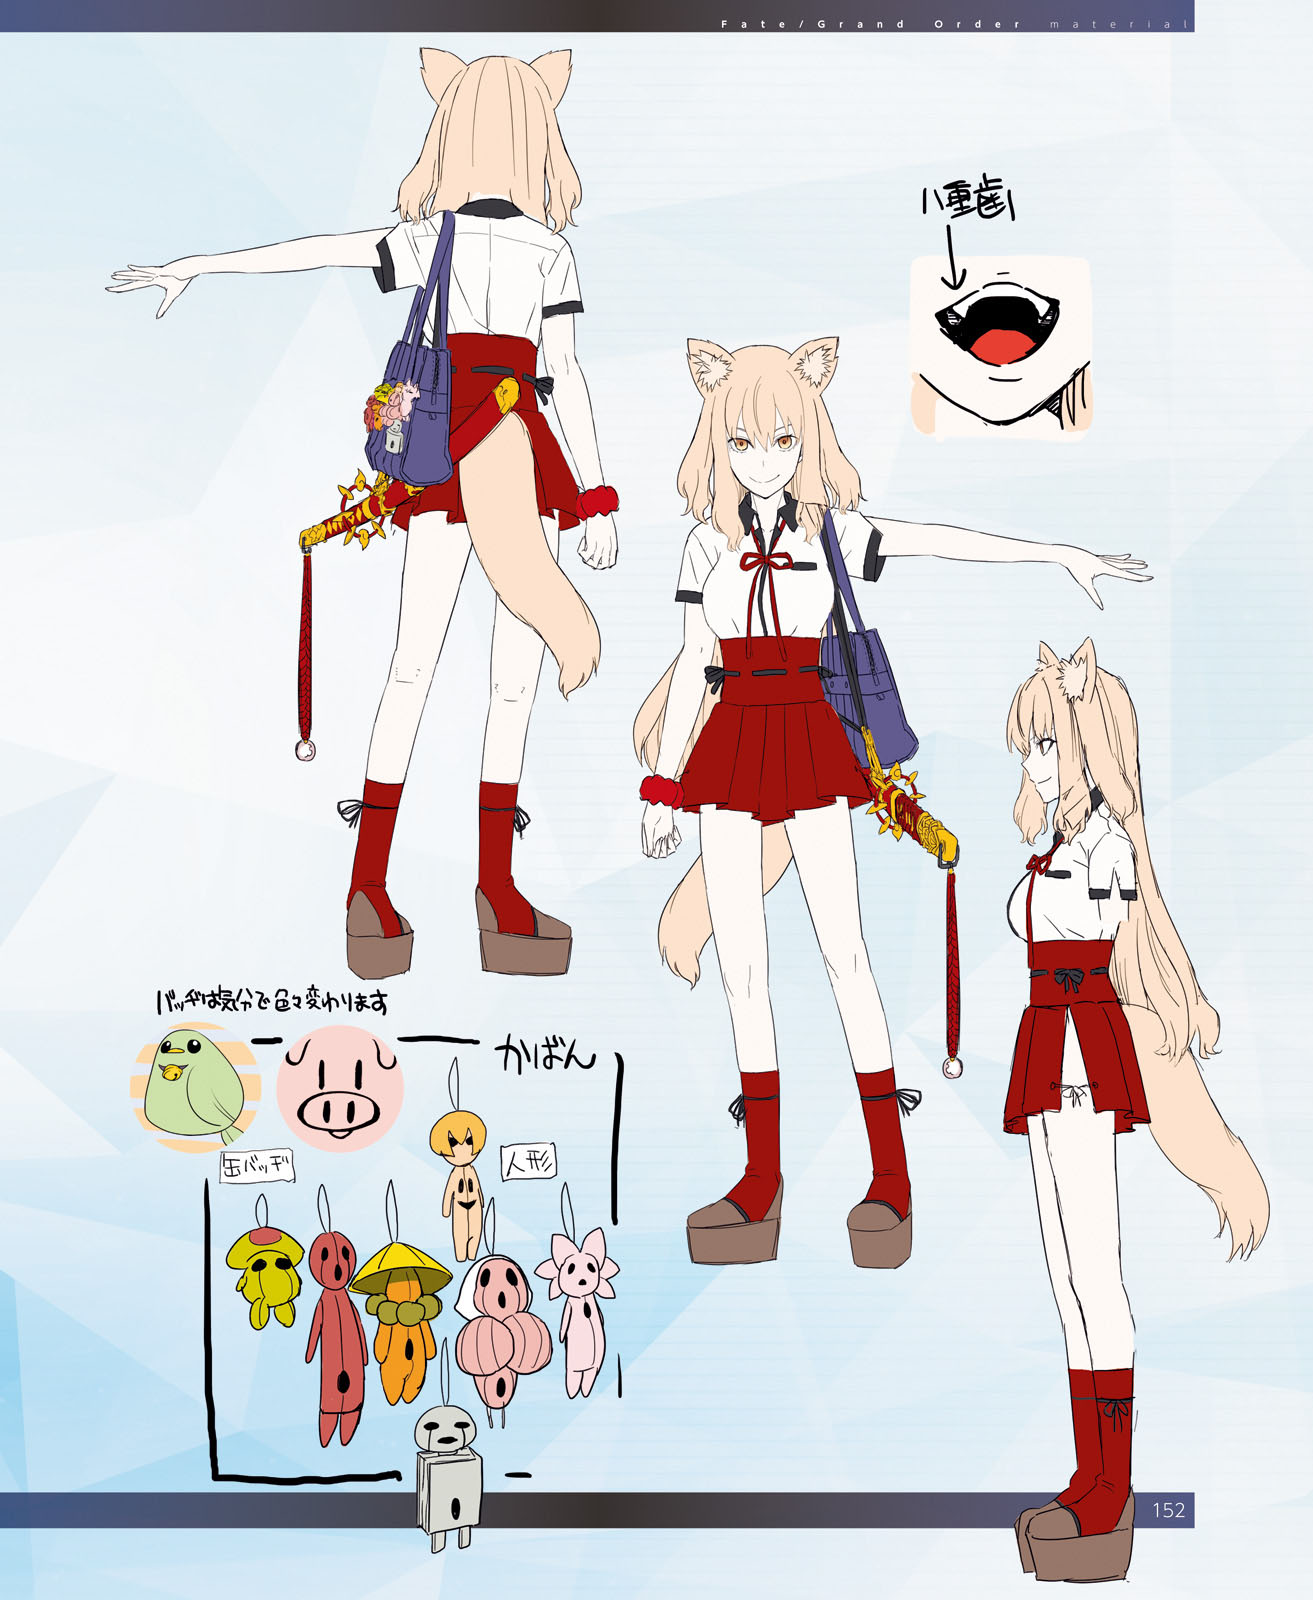 Fate/Grand Order material
八重歯
バッヂは気分で色々変わります
かばん
缶バッヂ
人形
152